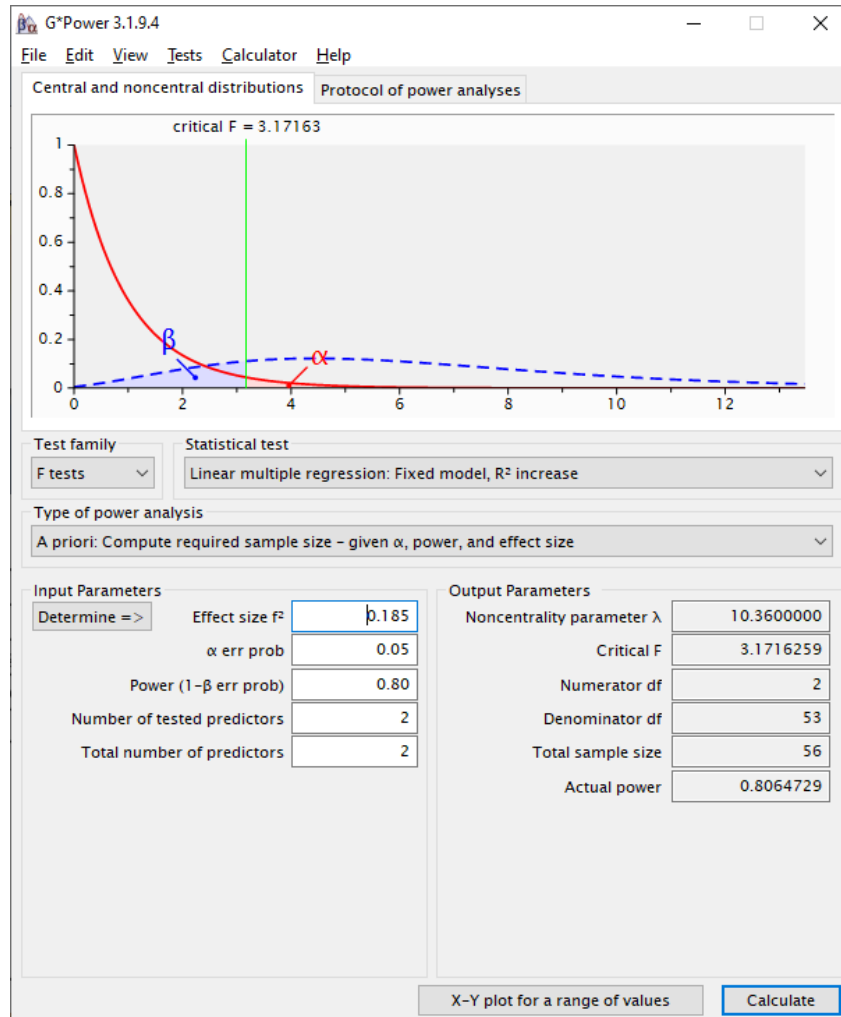 G*Power 3.1.9.4
File Edit View Tests Calculator Help
Central and noncentral distributions Protocol of power analyses
critical F = 3.17163
1
0.8
0.6
0.4
0.2
0
β
α
0 2 4 6 8 10 12
Test family Statistical test
F tests Linear multiple regression: Fixed model, R² increase
Type of power analysis
A priori: Compute required sample size – given α, power, and effect size
Input Parameters Output Parameters
Determine => Effect size f² 0.185 Noncentrality parameter λ 10.3600000
α err prob 0.05 Critical F 3.1716259
Power (1-β err prob) 0.80 Numerator df 2
Number of tested predictors 2 Denominator df 53
Total number of predictors 2 Total sample size 56
Actual power 0.8064729
X-Y plot for a range of values Calculate